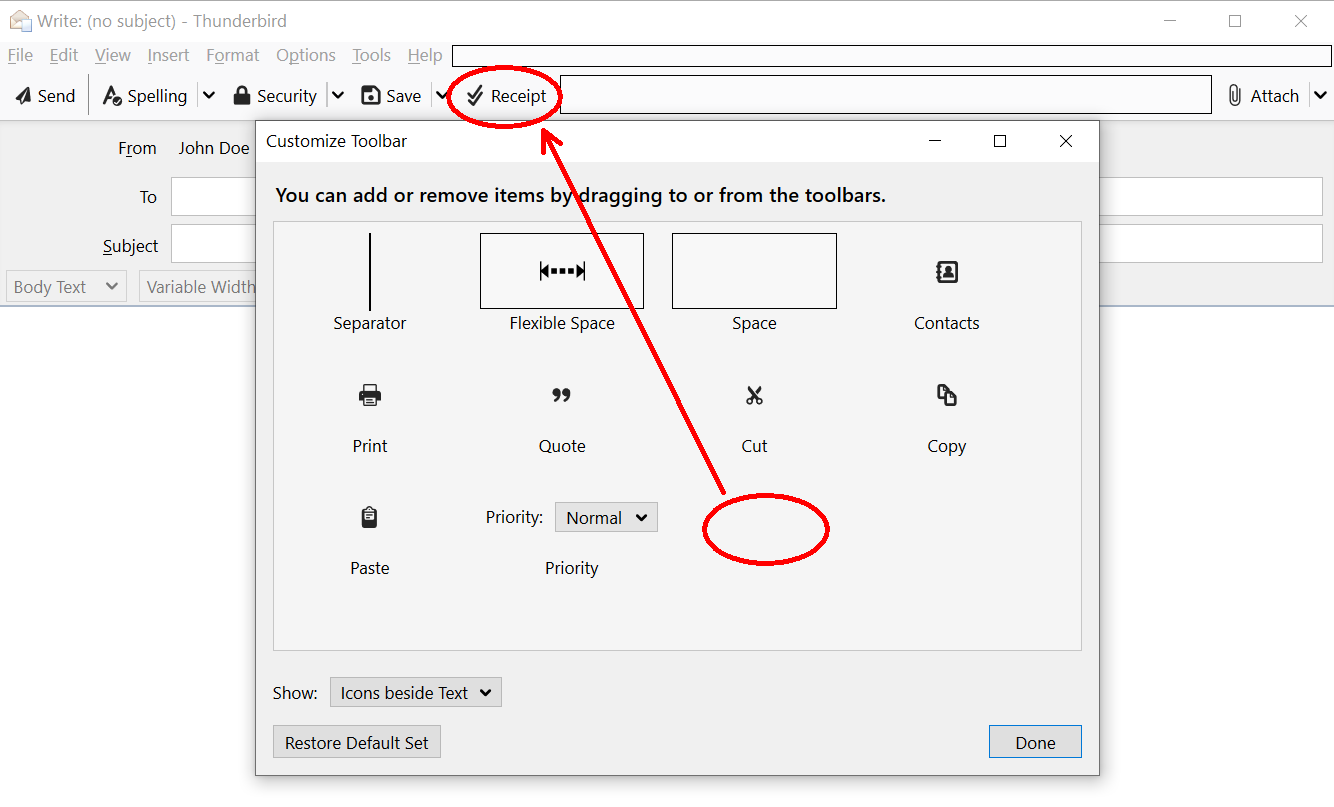 Write: (no subject) - Thunderbird
File Edit View Insert Format Options Tools Help
Send Spelling Security Save Receipt Attach
From John Doe
Customize Toolbar
To
You can add or remove items by dragging to or from the toolbars.
Subject
Body Text Variable Width
Separator Flexible Space Space Contacts
Print Quote Cut Copy
Priority: Normal
Paste Priority
Show: Icons beside Text
Restore Default Set Done